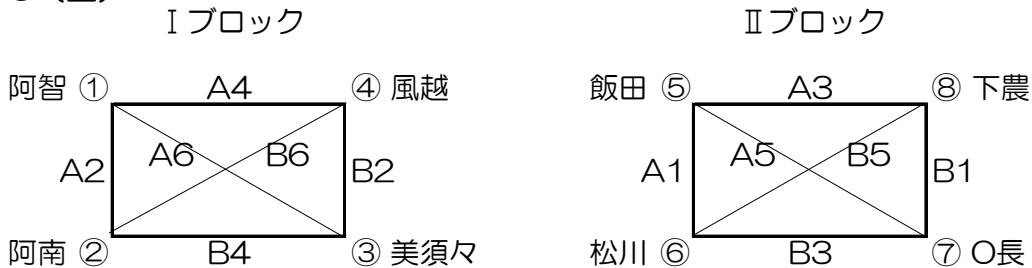 Ⅰブロック
Ⅱブロック
阿智 ①
A4
④ 風越
飯田 ⑤
A3
⑧ 下農
A2
A6
B6
B2
A1
A5
B5
B1
阿南 ②
B4
③ 美須々
松川 ⑥
B3
⑦ O長